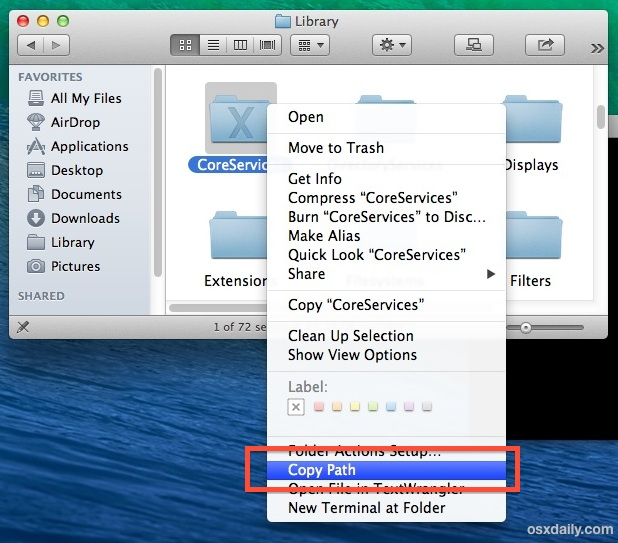 Library
FAVORITES
All My Files
AirDrop
Applications
Desktop
Documents
Downloads
Library
Pictures
SHARED
X
CoreServic
Displays
Extension
Filters
1 of 72 se
Open
Move to Trash
Get Info
Compress “CoreServices”
Burn “CoreServices” to Disc…
Make Alias
Quick Look “CoreServices”
Share
Copy “CoreServices”
Clean Up Selection
Show View Options
Label:
Folder Actions Setup…
Copy Path
Open File in TextWrangler
New Terminal at Folder
osxdaily.com